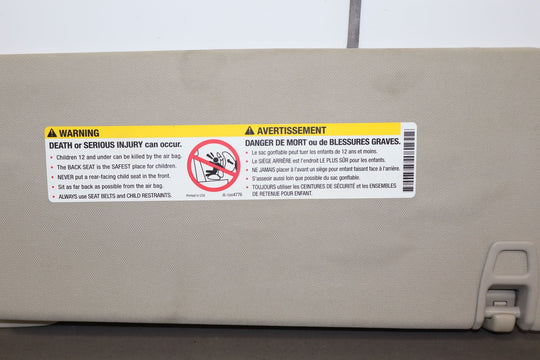 WARNING
DEATH or SERIOUS INJURY can occur.
• Children 12 and under can be killed by the air bag.
• The BACK SEAT is the SAFEST place for children.
• NEVER put a rear-facing child seat in the front.
• Sit as far back as possible from the air bag.
• ALWAYS use SEAT BELTS and CHILD RESTRAINTS.
Printed in USA
AVERTISSEMENT
DANGER DE MORT ou de BLESSURES GRAVES.
• Le sac gonflable peut tuer les enfants de 12 ans et moins.
• Le SIÈGE ARRIÈRE est l'endroit LE PLUS SÛR pour les enfants.
• NE JAMAIS placer à l'avant un siège pour enfant faisant face à l'arrière.
• S'asseoir aussi loin que possible du sac gonflable.
• TOUJOURS utiliser les CEINTURES DE SÉCURITÉ et les ENSEMBLES
DE RETENUE POUR ENFANT.